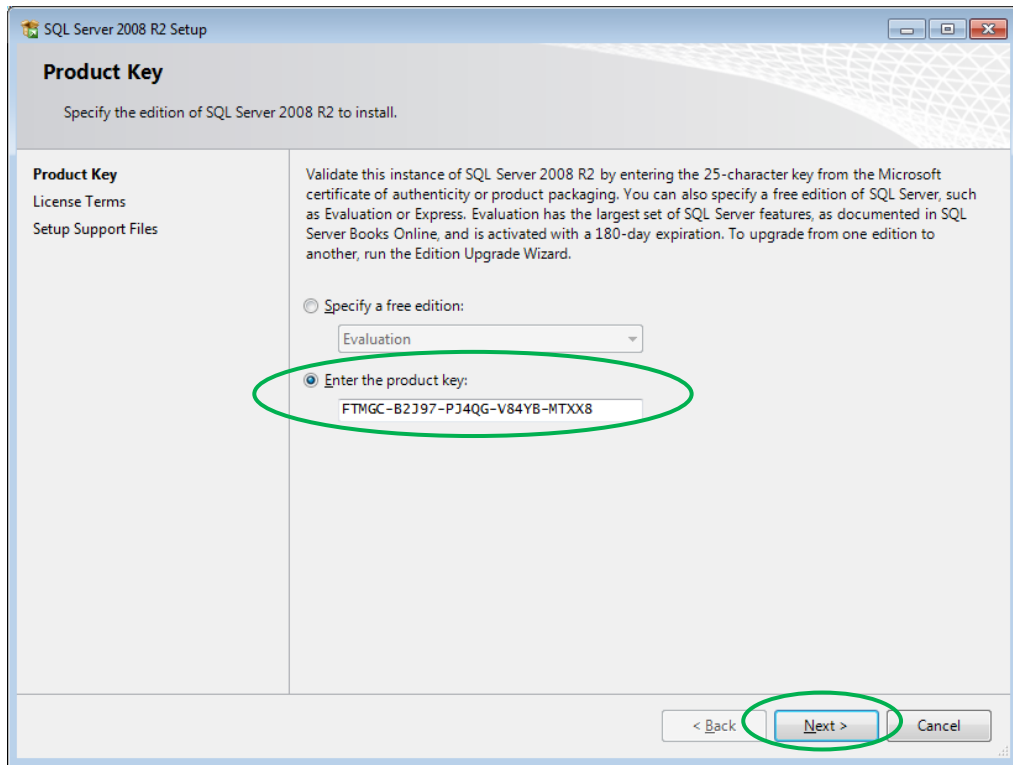 SQL Server 2008 R2 Setup
Product Key
Specify the edition of SQL Server 2008 R2 to install.
Product Key
License Terms
Setup Support Files
Validate this instance of SQL Server 2008 R2 by entering the 25-character key from the Microsoft
certificate of authenticity or product packaging. You can also specify a free edition of SQL Server, such
as Evaluation or Express. Evaluation has the largest set of SQL Server features, as documented in SQL
Server Books Online, and is activated with a 180-day expiration. To upgrade from one edition to
another, run the Edition Upgrade Wizard.
Specify a free edition:
Evaluation
Enter the product key:
FTMGC-B2J97-PJ4QG-V84YB-MTXX8
< Back
Next >
Cancel